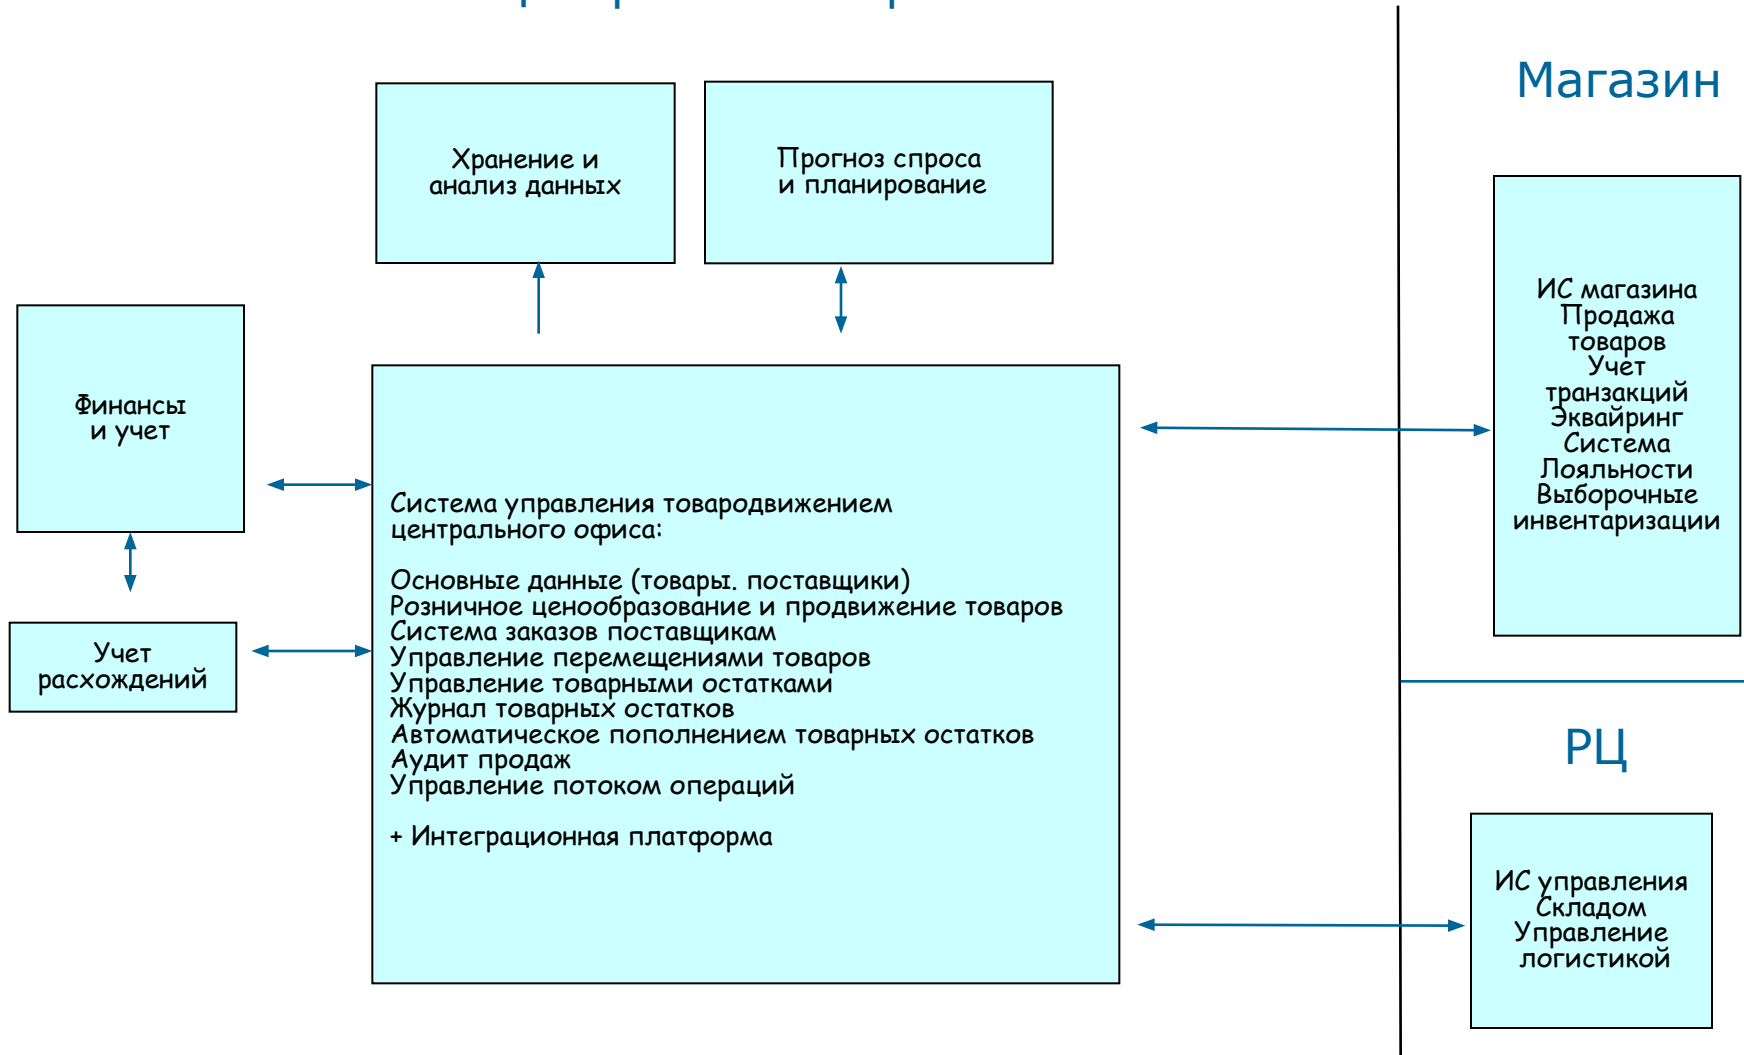 Магазин
Хранение и
анализ данных
Прогноз спроса
и планирование
ИС магазина
Продажа
товаров
Учет
транзакций
Эквайринг
Система
Лояльности
Выборочные
инвентаризации
Финансы
и учет
Система управления товародвижением
центрального офиса:
Основные данные (товары. поставщики)
Розничное ценообразование и продвижение товаров
Система заказов поставщикам
Управление перемещениями товаров
Управление товарными остатками
Журнал товарных остатков
Автоматическое пополнением товарных остатков
Аудит продаж
Управление потоком операций
+ Интеграционная платформа
Учет
расхождений
РЦ
ИС управления
Складом
Управление
логистикой